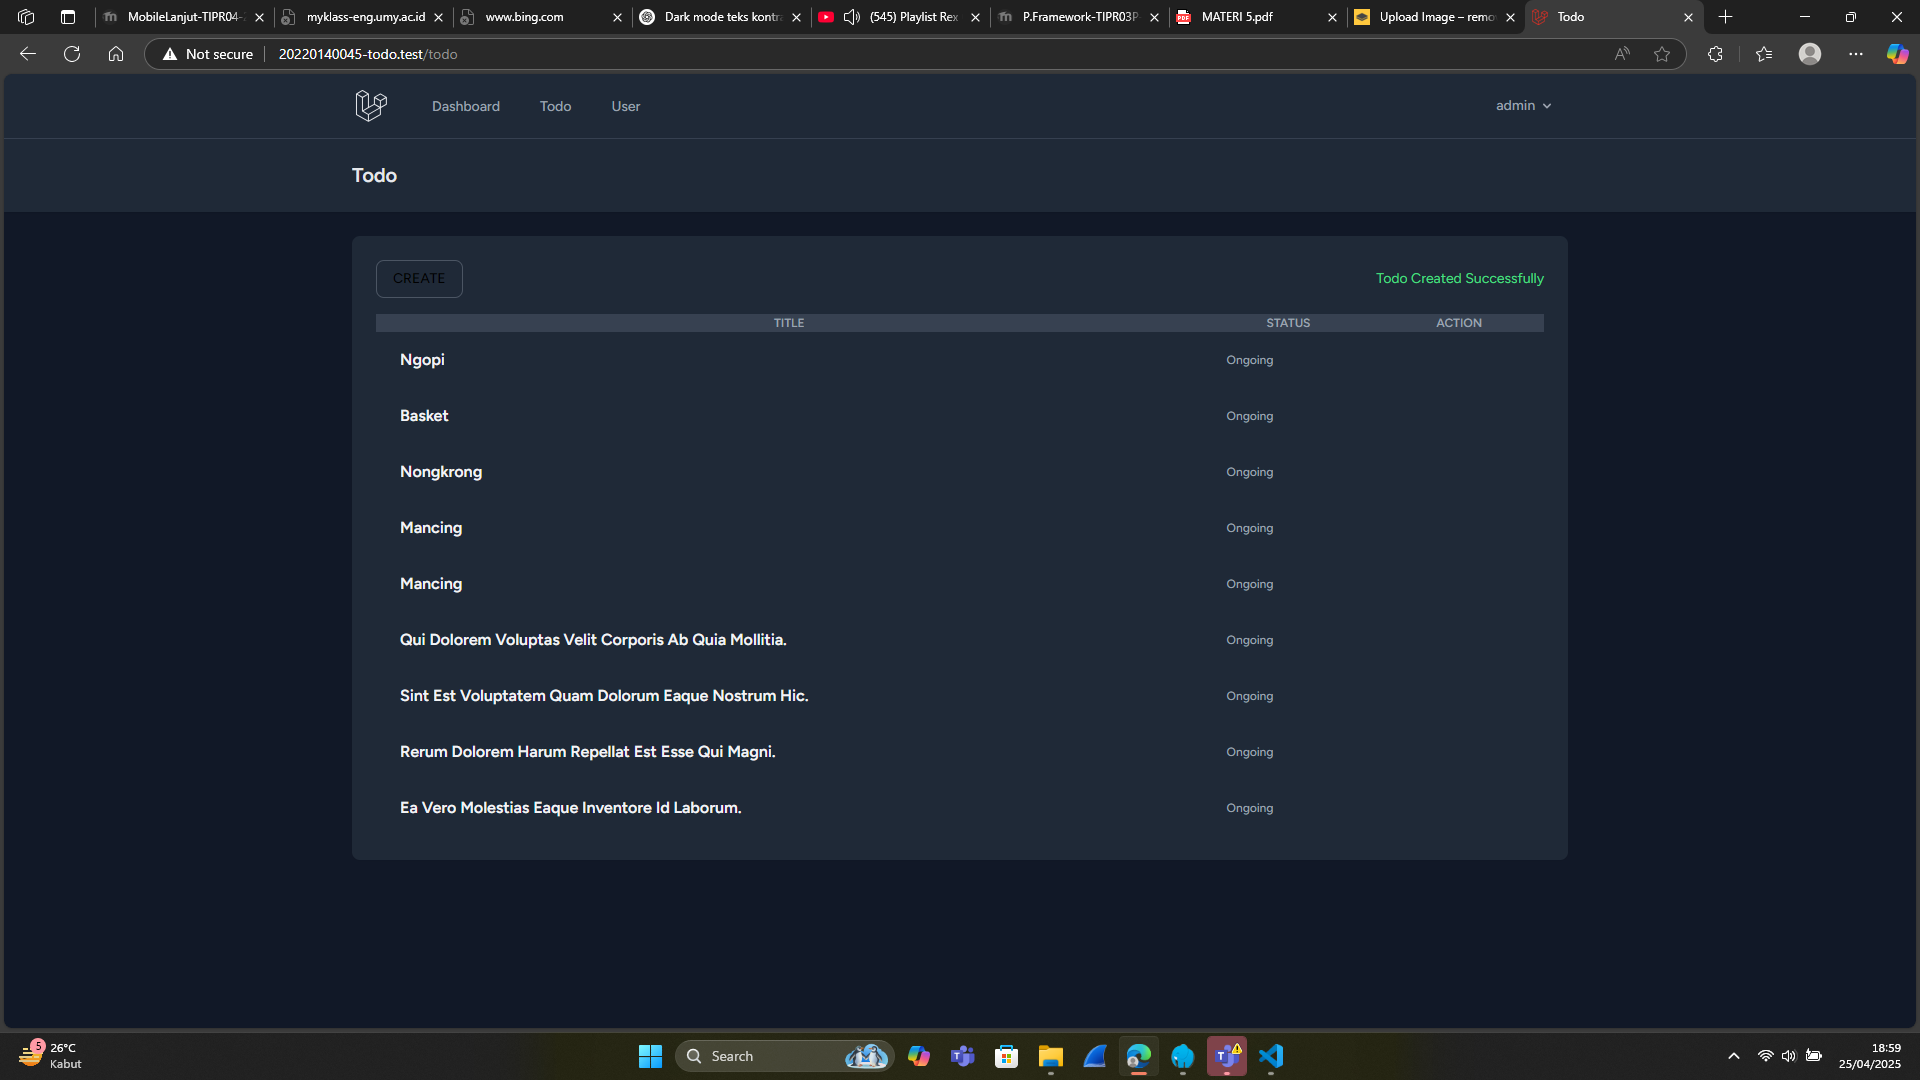 MobileLanjut-TIPR04-2
myklass-eng.umy.ac.id
www.bing.com
Dark mode teks kontra
(545) Playlist Rex
P.Framework-TIPR03P
MATERI 5.pdf
Upload Image – remo
Todo
Not secure
20220140045-todo.test/todo
Dashboard
Todo
User
admin
Todo
CREATE
Todo Created Successfully
TITLE STATUS ACTION
Ngopi Ongoing
Basket Ongoing
Nongkrong Ongoing
Mancing Ongoing
Mancing Ongoing
Qui Dolorem Voluptas Velit Corporis Ab Quia Mollitia. Ongoing
Sint Est Voluptatem Quam Dolorum Eaque Nostrum Hic. Ongoing
Rerum Dolorem Harum Repellat Est Esse Qui Magni. Ongoing
Ea Vero Molestias Eaque Inventore Id Laborum. Ongoing
5
26°C
Kabut
Search
18:59
25/04/2025